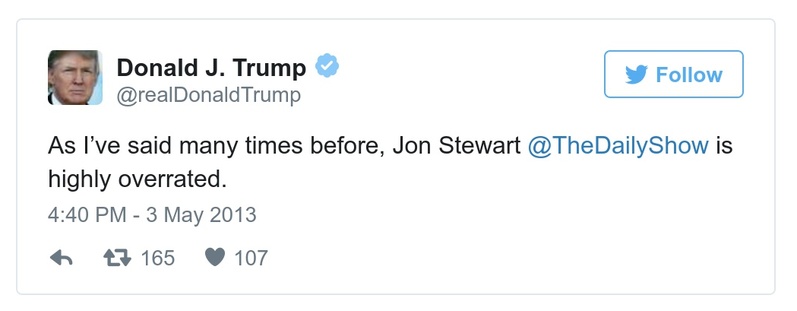 Donald J. Trump
@realDonaldTrump
Follow
As I’ve said many times before, Jon Stewart @TheDailyShow is
highly overrated.
4:40 PM - 3 May 2013
165 107